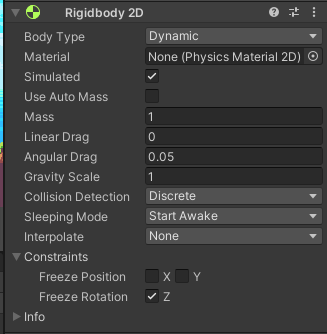 Rigidbody 2D
Body Type Dynamic
Material None (Physics Material 2D)
Simulated
Use Auto Mass
Mass 1
Linear Drag 0
Angular Drag 0.05
Gravity Scale 1
Collision Detection Discrete
Sleeping Mode Start Awake
Interpolate None
Constraints
Freeze Position X Y
Freeze Rotation Z
Info